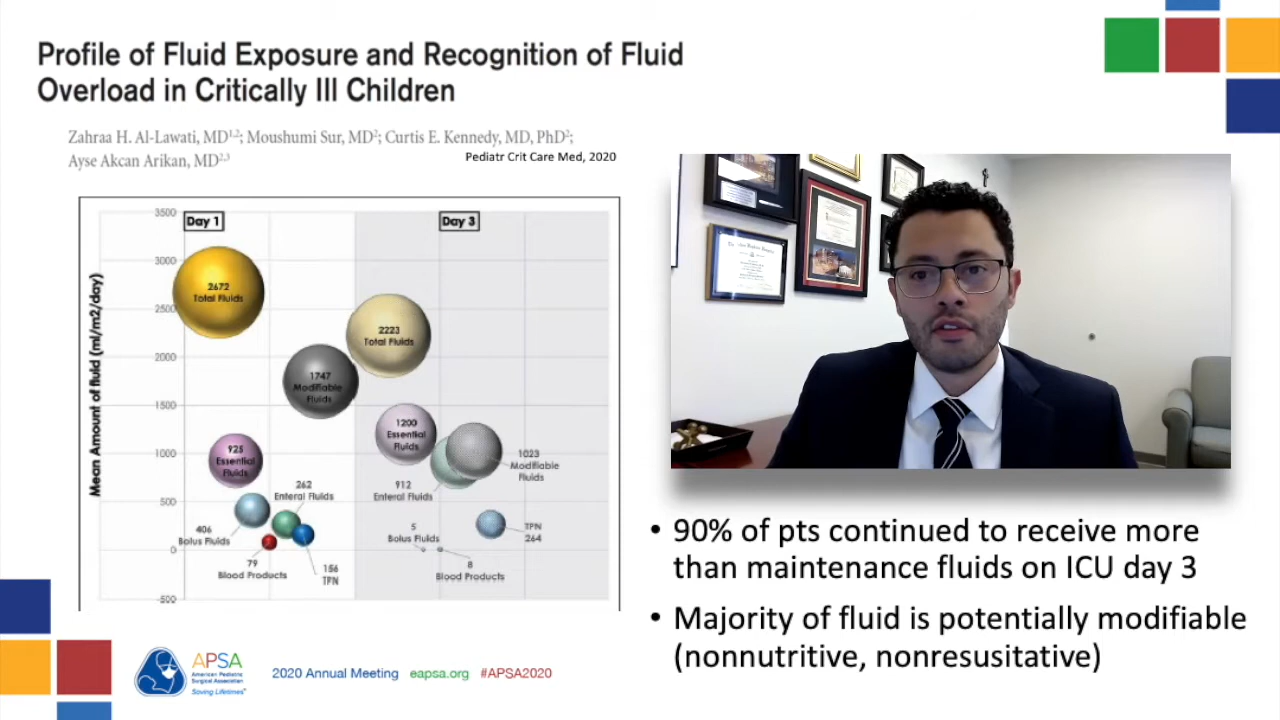 Profile of Fluid Exposure and Recognition of Fluid
Overload in Critically Ill Children
Zahraa H. Al-Lawati, MD1,2; Moushumi Sur, MD2; Curtis E. Kennedy, MD, PhD2;
Ayse Akcan Arikan, MD2,3
Pediatr Crit Care Med, 2020
Mean Amount of fluid (ml/m2/day)
3500
3000
2500
2000
1500
1000
500
0
-500
Day 1
Day 3
2672
Total Fluids
2223
Total Fluids
1747
Modifiable
Fluids
1200
Essential
Fluids
925
Essential
Fluids
1023
Modifiable
Fluids
262
Enteral Fluids
912
Enteral Fluids
406
Bolus Fluids
5
Bolus Fluids
TPN
264
79
Blood Products
156
TPN
8
Blood Products
• 90% of pts continued to receive more
than maintenance fluids on ICU day 3
• Majority of fluid is potentially modifiable
(nonnutritive, nonresusitative)
APSA
American Pediatric
Surgical Association
Saving Lifetimes
2020 Annual Meeting eapsa.org #APSA2020